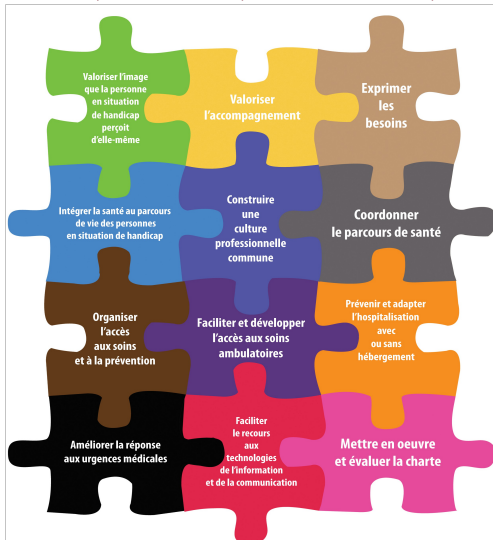 Valoriser l'image
que la personne
en situation
de handicap
perçoit
d'elle-même
Valoriser
l'accompagnement
Exprimer
les
besoins
Intégrer la santé au parcours
de vie des personnes
en situation de handicap
Construire
une
culture
professionnelle
commune
Coordonner
le parcours de santé
Organiser
l'accès
aux soins
et à la prévention
Faciliter et développer
l'accès aux soins
ambulatoires
Prévenir et adapter
l'hospitalisation
avec
ou sans
hébergement
Améliorer la réponse
aux urgences médicales
Faciliter
le recours
aux
technologies
de l'information
et de la communication
Mettre en oeuvre
et évaluer la charte